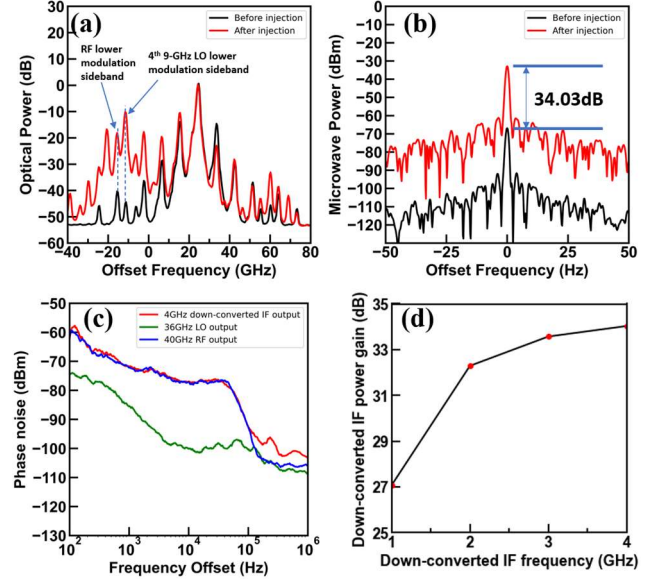 (a)
Before injection
After injection
RF lower
modulation
sideband
4th 9-GHz LO lower
modulation sideband
Optical Power (dB)
20
10
0
-10
-20
-30
-40
-50
-60
-40
-20
0
20
40
60
80
Offset Frequency (GHz)
(b)
Before injection
After injection
34.03dB
Microwave Power (dBm)
0
-10
-20
-30
-40
-50
-60
-70
-80
-90
-100
-110
-120
-130
-50
-25
0
25
50
Offset Frequency (Hz)
(c)
4GHz down-converted IF output
36GHz LO output
40GHz RF output
Phase noise (dBm)
-50
-60
-70
-80
-90
-100
-110
-120
-130
10^2
10^3
10^4
10^5
10^6
Frequency Offset (Hz)
(d)
Down-converted IF power gain (dB)
35
33
31
29
27
25
1
2
3
4
Down-converted IF frequency (GHz)